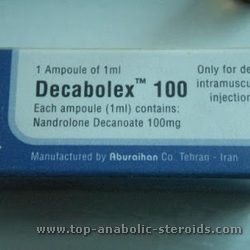 1 Ampoule of 1ml
Decabolex™ 100
Each ampoule (1ml) contains:
Nandrolone Decanoate 100mg
Only for de
intramuscu
injection
Manufactured by Aburaihan Co. Tehran - Iran
www.top-anabolic-steroids.com